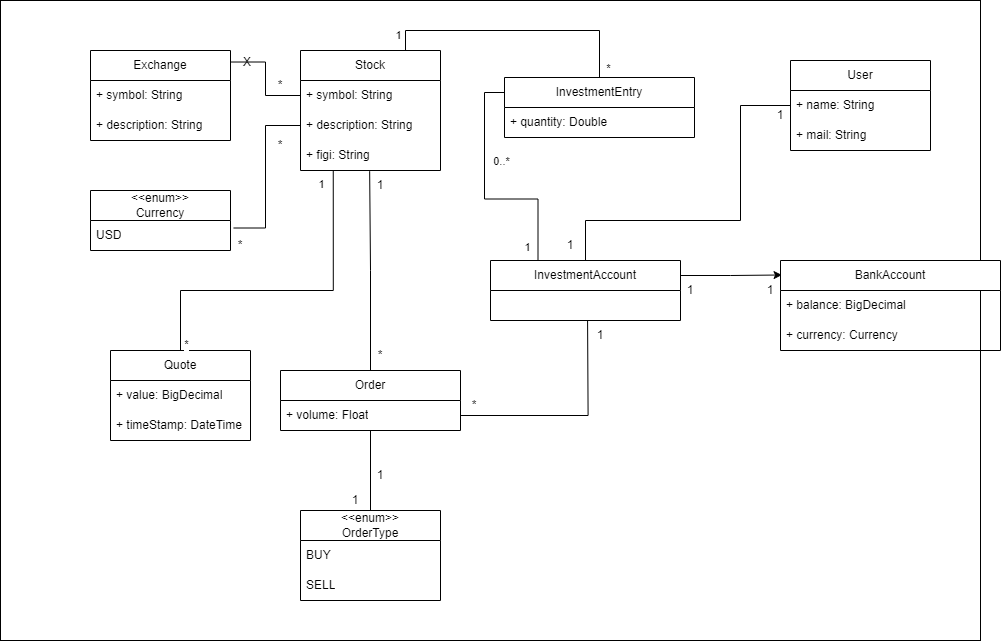 1
X
*
*
Exchange
+ symbol: String
+ description: String
Stock
+ symbol: String
+ description: String
+ figi: String
*
InvestmentEntry
+ quantity: Double
User
+ name: String
+ mail: String
1
0..*
1
1
<<enum>>
Currency
USD
*
1
1
InvestmentAccount
1
1
BankAccount
+ balance: BigDecimal
+ currency: Currency
1
*
*
Quote
+ value: BigDecimal
+ timeStamp: DateTime
Order
+ volume: Float
*
1
1
<<enum>>
OrderType
BUY
SELL